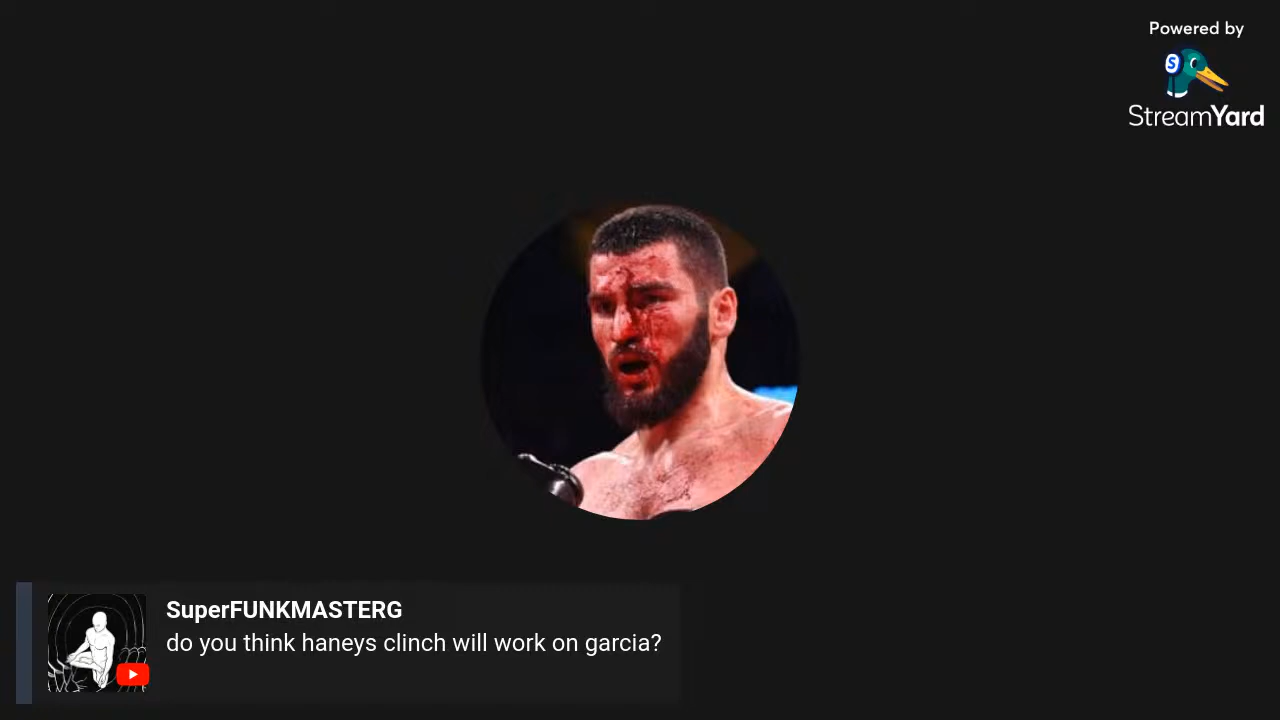 Powered by
S
StreamYard
SuperFUNKMASTERG
do you think haneys clinch will work on garcia?